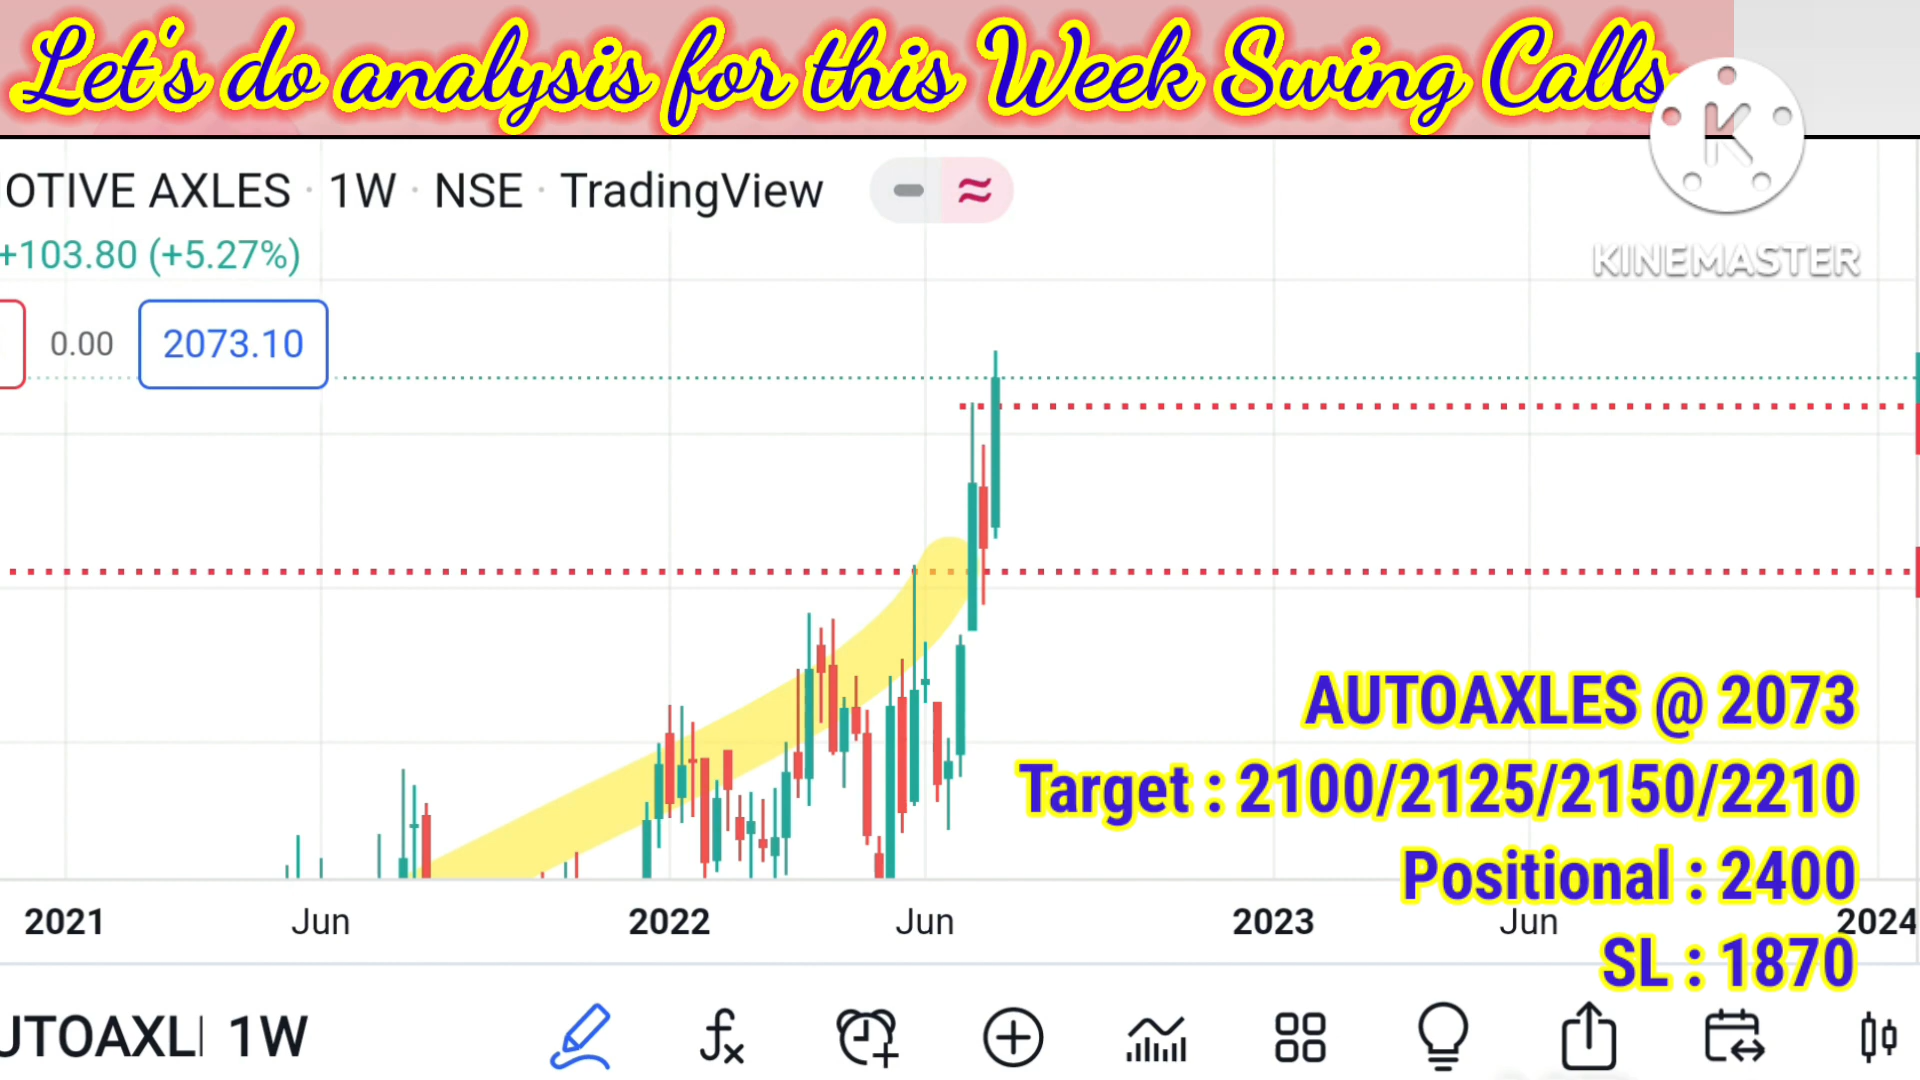 Let's do analysis for this Week Swing Calls
K
KINEMASTER
OTIVE AXLES · 1W · NSE · TradingView
+103.80 (+5.27%)
0.00 2073.10
AUTOAXLES @ 2073
Target : 2100/2125/2150/2210
Positional : 2400
SL : 1870
2021 Jun 2022 Jun 2023 Jun 2024
UTOAXL 1W
fx